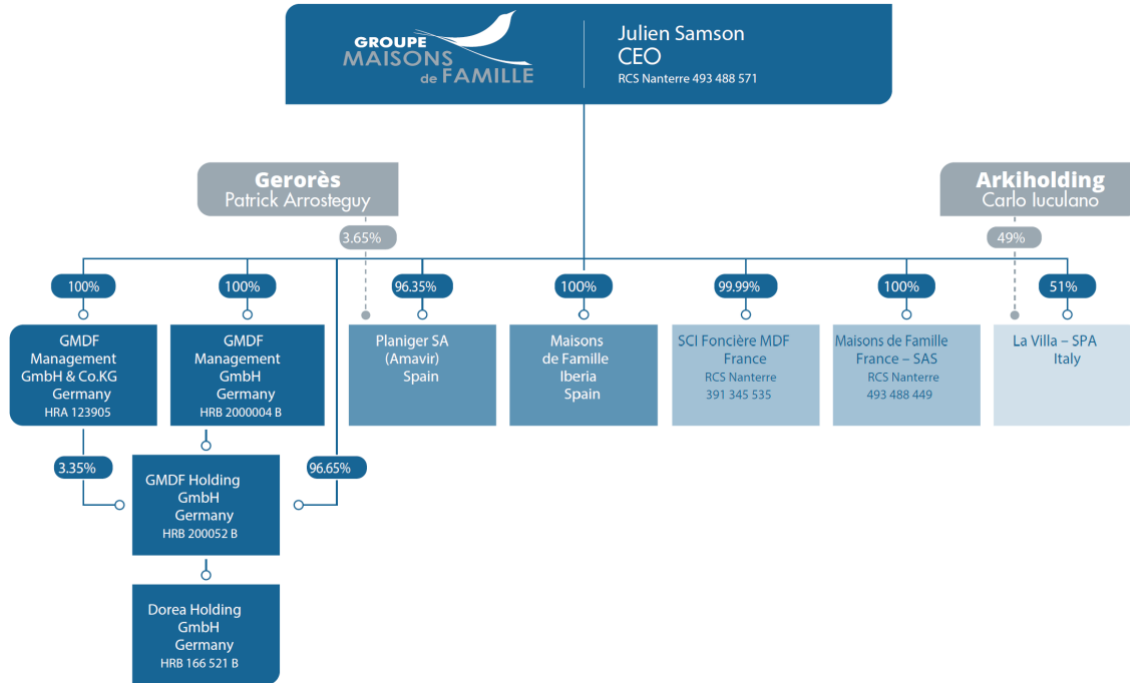 GROUPE
MAISONS
de FAMILLE
Julien Samson
CEO
RCS Nanterre 493 488 571
Gerorès
Patrick Arrosteguy
Arkiholding
Carlo Iuculano
3.65%
49%
100%
100%
96.35%
100%
99.99%
100%
51%
GMDF
Management
GmbH & Co.KG
Germany
HRA 123905
GMDF
Management
GmbH
Germany
HRB 2000004 B
Planiger SA
(Amavir)
Spain
Maisons
de Famille
Iberia
Spain
SCI Foncière MDF
France
RCS Nanterre
391 345 535
Maisons de Famille
France – SAS
RCS Nanterre
493 488 449
La Villa – SPA
Italy
3.35%
96.65%
GMDF Holding
GmbH
Germany
HRB 200052 B
Dorea Holding
GmbH
Germany
HRB 166 521 B